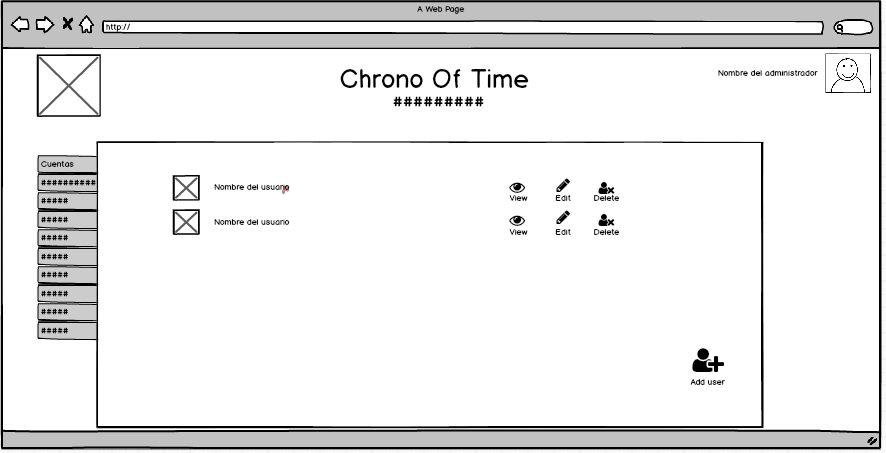 A Web Page
http://
Chrono Of Time
#########
Nombre del administrador
Cuentas
##########
#####
#####
#####
#####
#####
#####
#####
#####
Nombre del usuario
View
Edit
Delete
Nombre del usuario
View
Edit
Delete
Add user